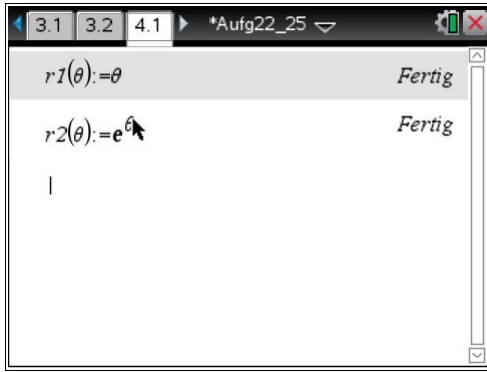 3.1 3.2 4.1 *Aufg22_25
r1(θ):=θ Fertig
r2(θ):=e^θ Fertig